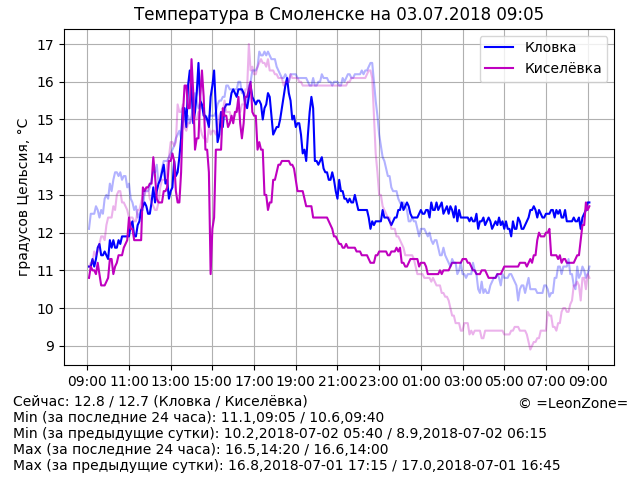 Температура в Смоленске на 03.07.2018 09:05
Кловка
Киселёвка
градусов Цельсия, °C
17
16
15
14
13
12
11
10
9
09:00 11:00 13:00 15:00 17:00 19:00 21:00 23:00 01:00 03:00 05:00 07:00 09:00
Сейчас: 12.8 / 12.7 (Кловка / Киселёвка)
© =LeonZone=
Min (за последние 24 часа): 11.1,09:05 / 10.6,09:40
Min (за предыдущие сутки): 10.2,2018-07-02 05:40 / 8.9,2018-07-02 06:15
Max (за последние 24 часа): 16.5,14:20 / 16.6,14:00
Max (за предыдущие сутки): 16.8,2018-07-01 17:15 / 17.0,2018-07-01 16:45